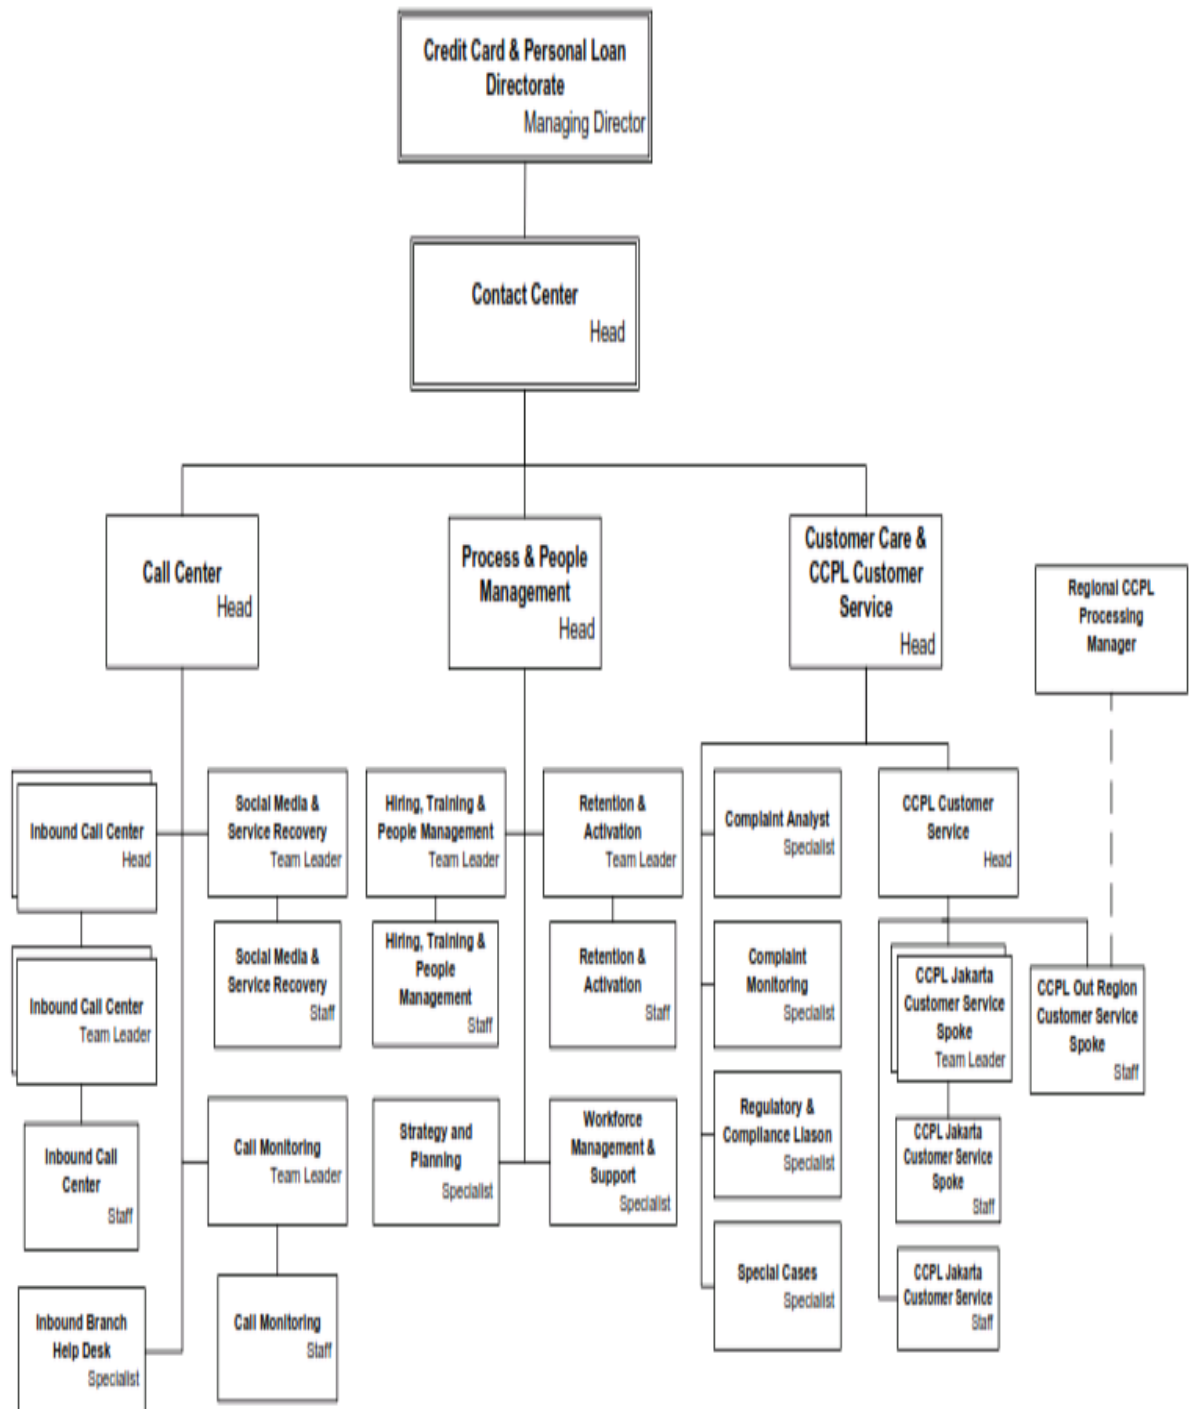 Credit Card & Personal Loan
Directorate
Managing Director
Contact Center
Head
Call Center
Head
Process & People
Management
Head
Customer Care &
CCPL Customer
Service
Head
Regional CCPL
Processing
Manager
Inbound Call Center
Head
Social Media &
Service Recovery
Team Leader
Hiring, Training &
People Management
Team Leader
Retention &
Activation
Team Leader
Complaint Analyst
Specialist
CCPL Customer
Service
Head
Inbound Call Center
Team Leader
Social Media &
Service Recovery
Staff
Hiring, Training &
People
Management
Staff
Retention &
Activation
Staff
Complaint
Monitoring
Specialist
CCPL Jakarta
Customer Service
Spoke
Team Leader
CCPL Out Region
Customer Service
Spoke
Staff
Inbound Call
Center
Staff
Call Monitoring
Team Leader
Strategy and
Planning
Specialist
Workforce
Management &
Support
Specialist
Regulatory &
Compliance Liason
Specialist
CCPL Jakarta
Customer Service
Spoke
Staff
Inbound Branch
Help Desk
Specialist
Call Monitoring
Staff
Special Cases
Specialist
CCPL Jakarta
Customer Service
Staff